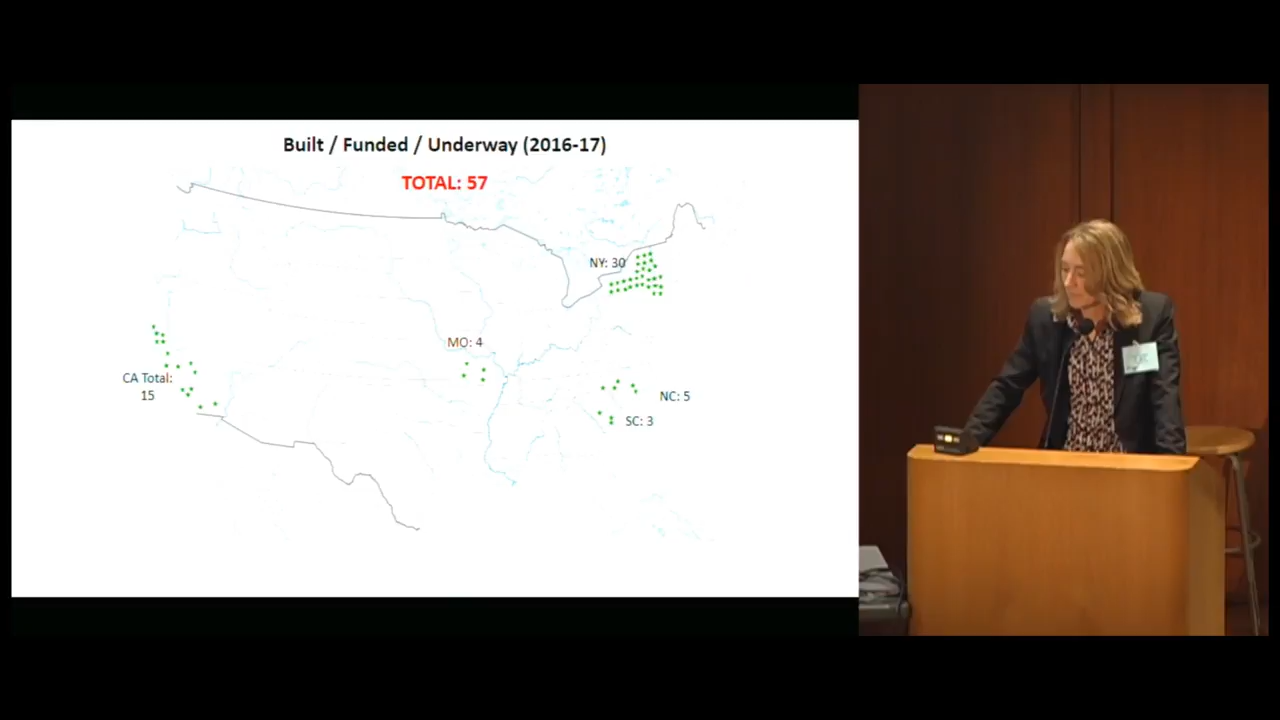 Built / Funded / Underway (2016-17)
TOTAL: 57
NY: 30
MO: 4
CA Total:
15
NC: 5
SC: 3